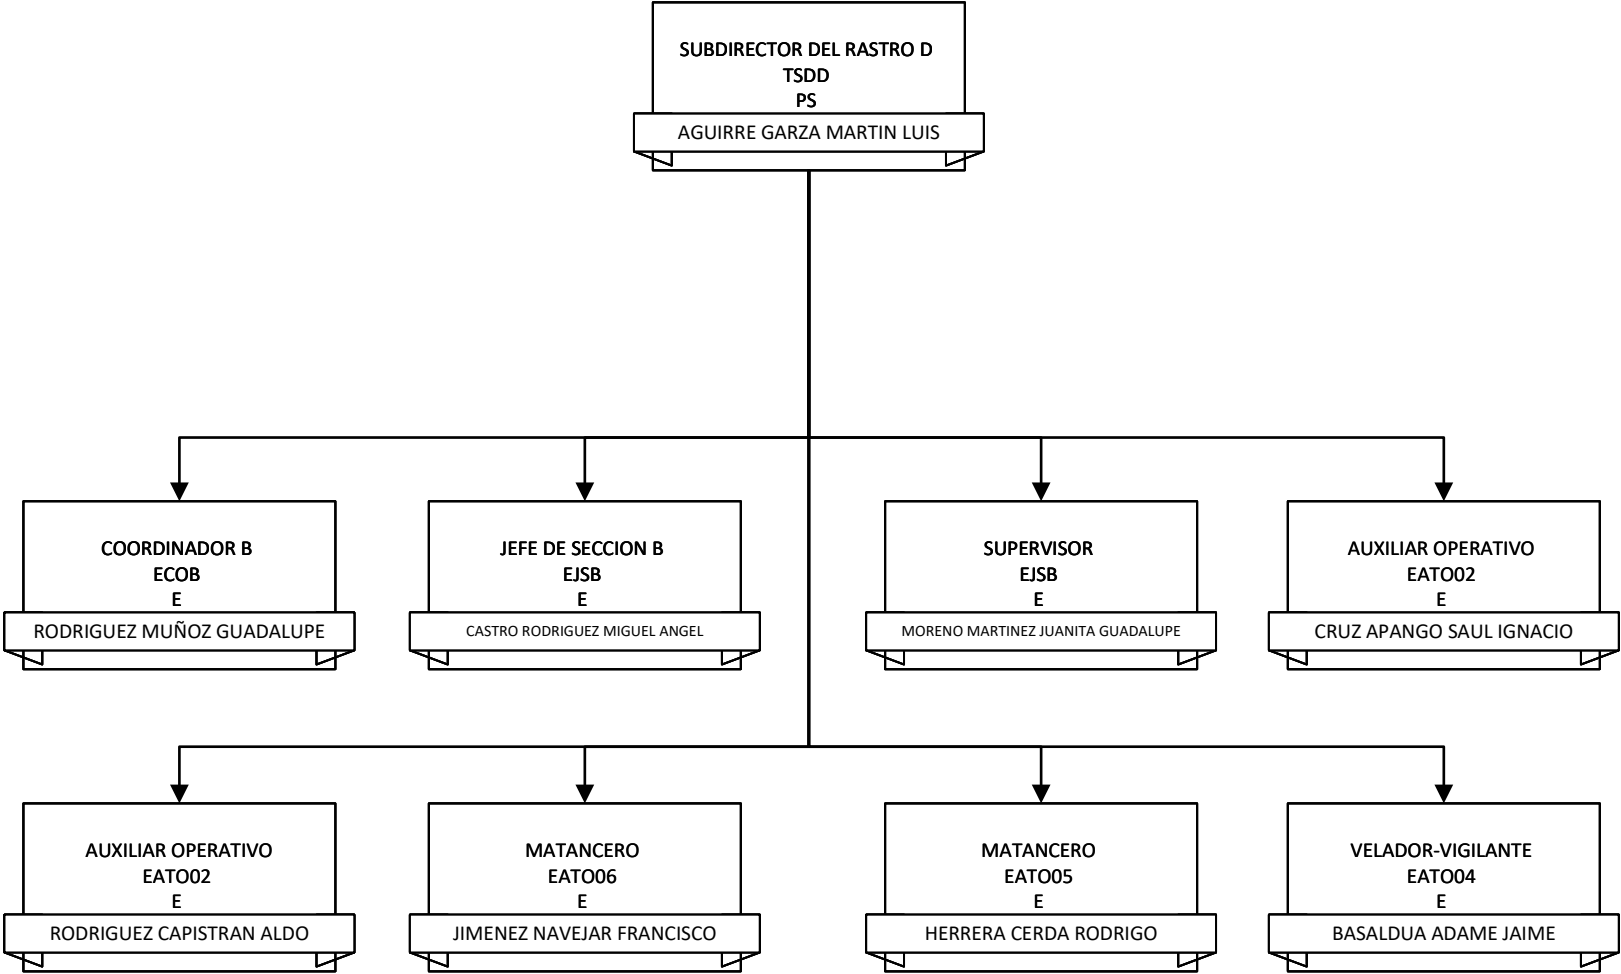 SUBDIRECTOR DEL RASTRO D
TSDD
PS
AGUIRRE GARZA MARTIN LUIS
COORDINADOR B
ECOB
E
RODRIGUEZ MUÑOZ GUADALUPE
JEFE DE SECCION B
EJSB
E
CASTRO RODRIGUEZ MIGUEL ANGEL
SUPERVISOR
EJSB
E
MORENO MARTINEZ JUANITA GUADALUPE
AUXILIAR OPERATIVO
EATO02
E
CRUZ APANGO SAUL IGNACIO
AUXILIAR OPERATIVO
EATO02
E
RODRIGUEZ CAPISTRAN ALDO
MATANCERO
EATO06
E
JIMENEZ NAVEJAR FRANCISCO
MATANCERO
EATO05
E
HERRERA CERDA RODRIGO
VELADOR-VIGILANTE
EATO04
E
BASALDUA ADAME JAIME